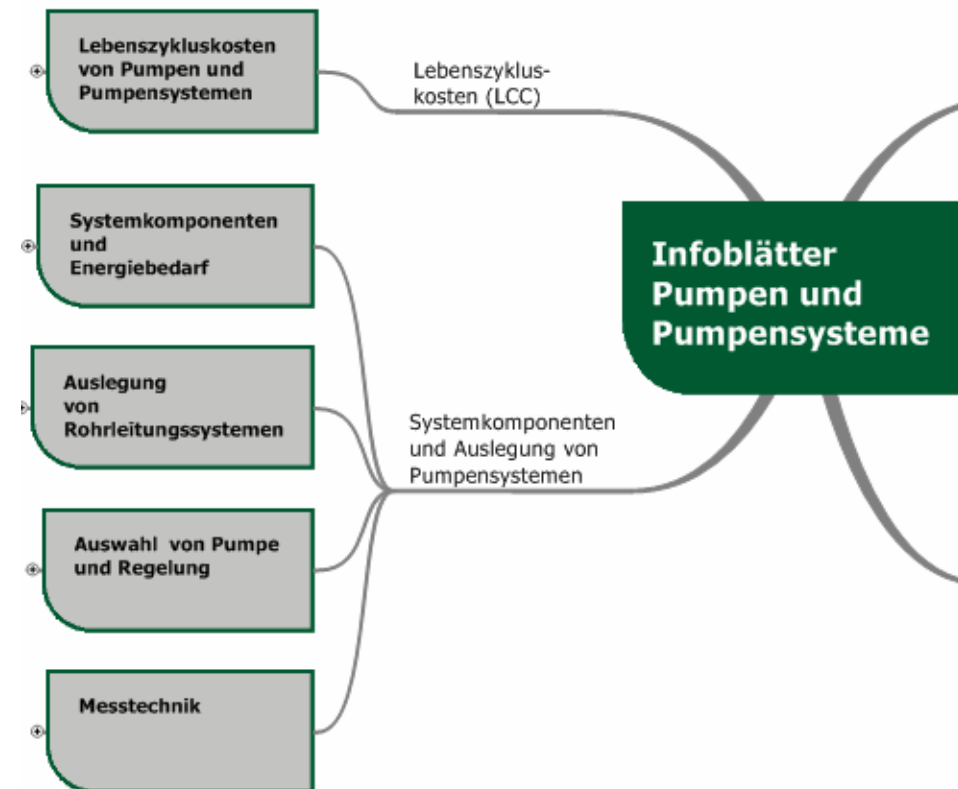 Lebenszykluskosten
von Pumpen und
Pumpensystemen
Lebenszyklus-
kosten (LCC)
Systemkomponenten
und
Energiebedarf
Infoblätter
Pumpen und
Pumpensysteme
Auslegung
von
Rohrleitungssystemen
Systemkomponenten
und Auslegung von
Pumpensystemen
Auswahl von Pumpe
und Regelung
Messtechnik